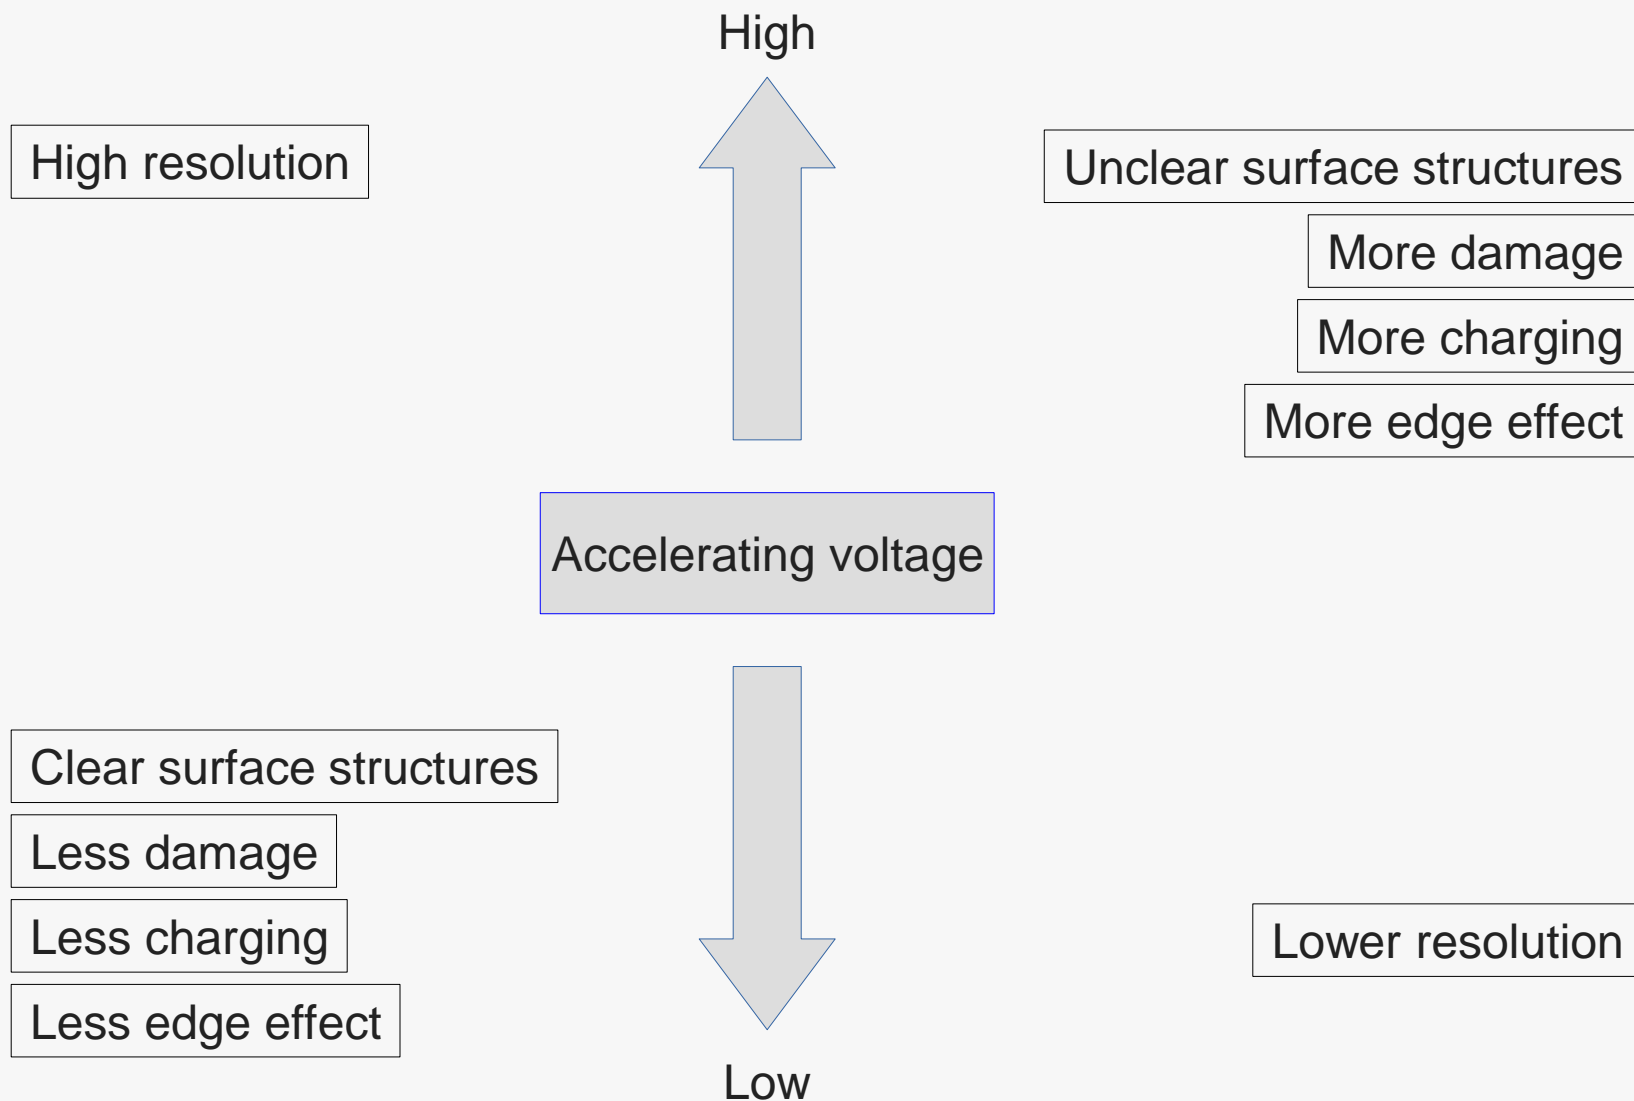 High
High resolution
Unclear surface structures
More damage
More charging
More edge effect
Accelerating voltage
Clear surface structures
Less damage
Less charging
Less edge effect
Lower resolution
Low